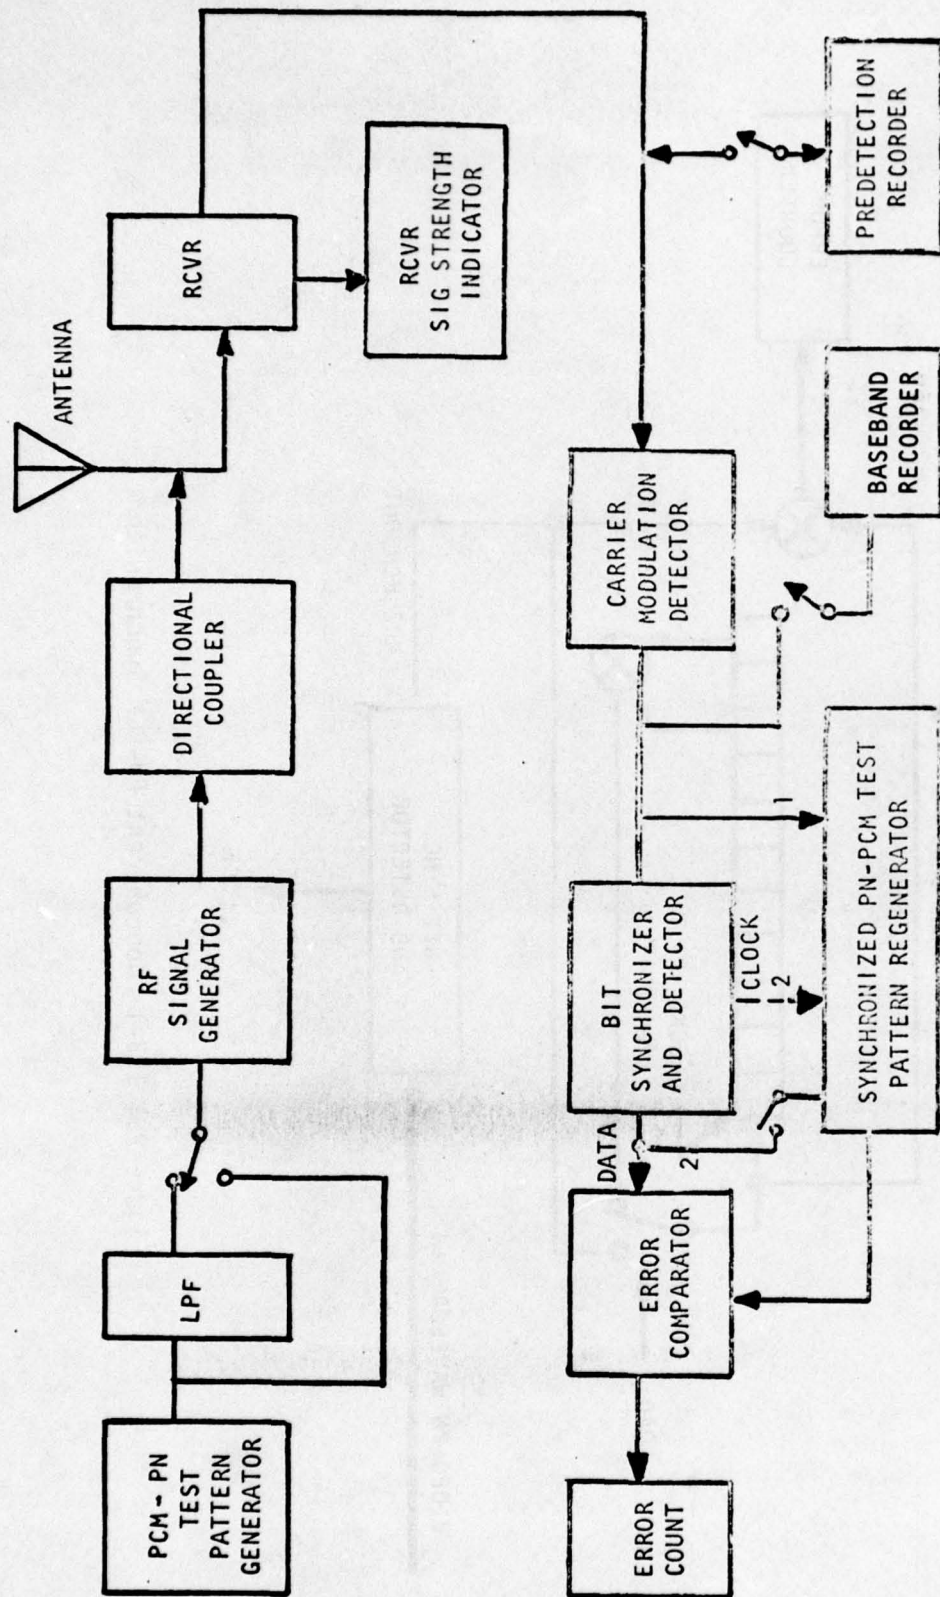 PCM-PN
TEST
PATTERN
GENERATOR
LPF
RF
SIGNAL
GENERATOR
DIRECTIONAL
COUPLER
ANTENNA
RCVR
RCVR
SIG STRENGTH
INDICATOR
ERROR
COUNT
ERROR
COMPARATOR
DATA
2
BIT
SYNCHRONIZER
AND DETECTOR
CLOCK
2
1
CARRIER
MODULATION
DETECTOR
SYNCHRONIZED PN-PCM TEST
PATTERN REGENERATOR
BASEBAND
RECORDER
PREDETECTION
RECORDER